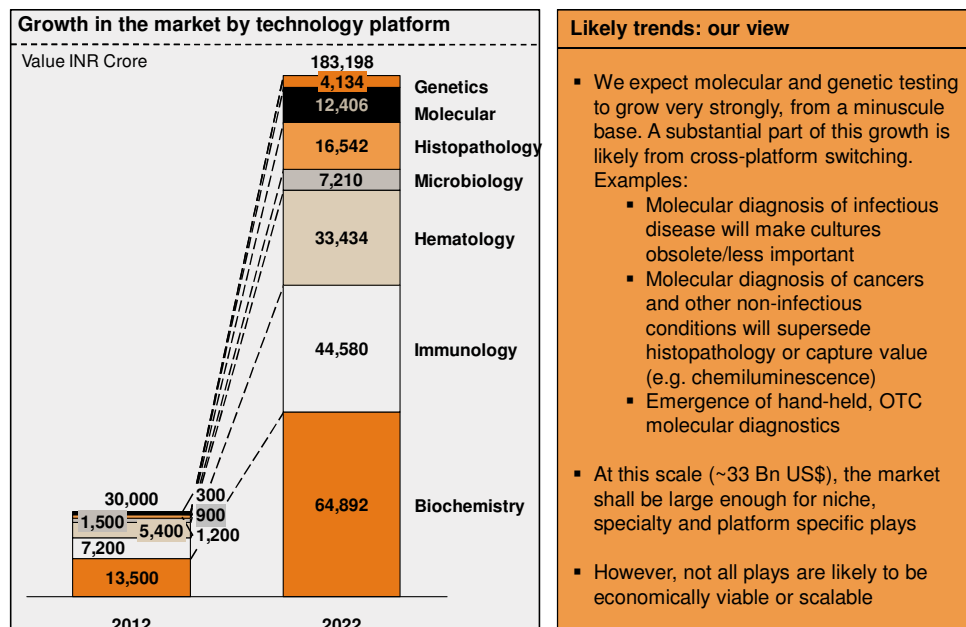 Growth in the market by technology platform
Value INR Crore
183,198
4,134
Genetics
12,406
Molecular
16,542
Histopathology
7,210
Microbiology
33,434
Hematology
44,580
Immunology
64,892
Biochemistry
30,000
300
900
1,500
5,400
1,200
7,200
13,500
2012
2022
Likely trends: our view
▪ We expect molecular and genetic testing
to grow very strongly, from a minuscule
base. A substantial part of this growth is
likely from cross-platform switching.
Examples:
▪ Molecular diagnosis of infectious
disease will make cultures
obsolete/less important
▪ Molecular diagnosis of cancers
and other non-infectious
conditions will supersede
histopathology or capture value
(e.g. chemiluminescence)
▪ Emergence of hand-held, OTC
molecular diagnostics
▪ At this scale (~33 Bn US$), the market
shall be large enough for niche,
specialty and platform specific plays
▪ However, not all plays are likely to be
economically viable or scalable